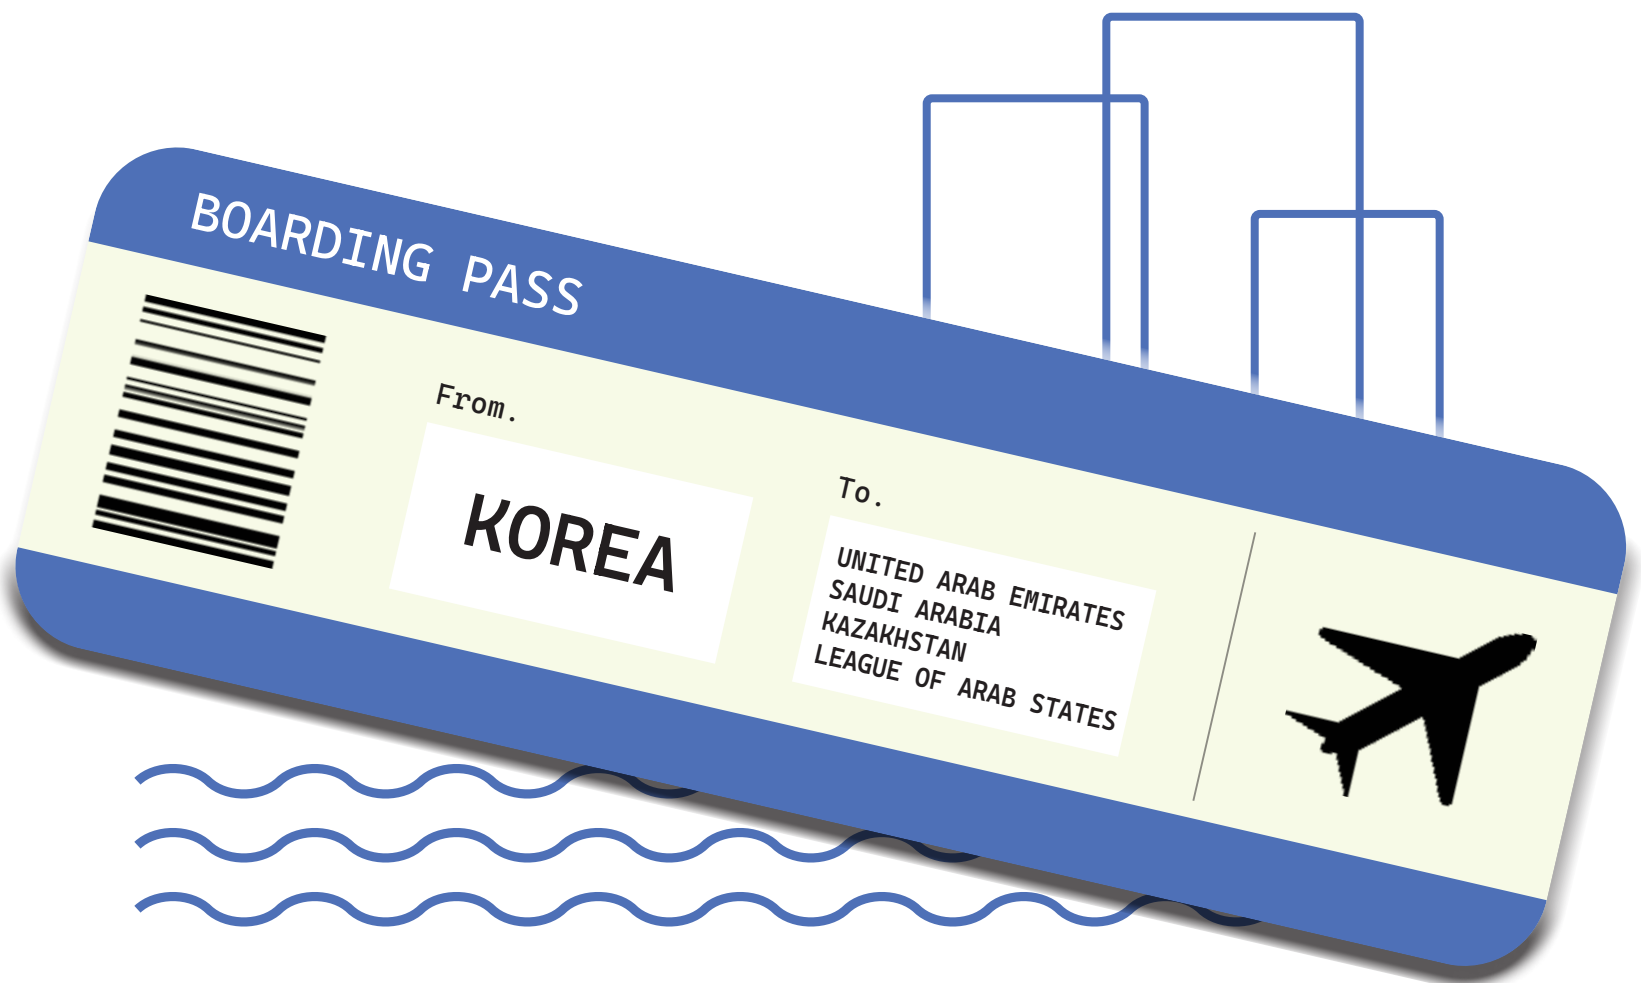 BOARDING PASS
From.
KOREA
To.
UNITED ARAB EMIRATES
SAUDI ARABIA
KAZAKHSTAN
LEAGUE OF ARAB STATES